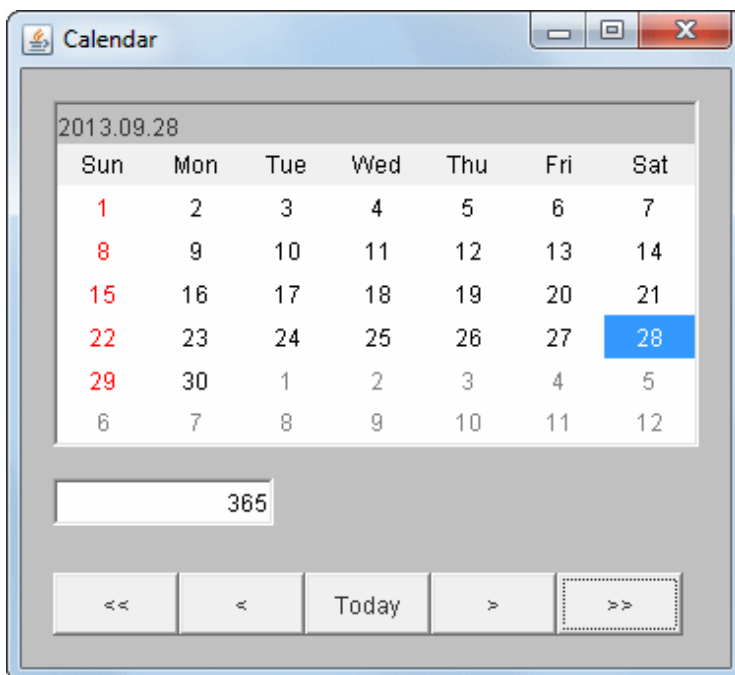 Calendar
2013.09.28
Sun Mon Tue Wed Thu Fri Sat
1 2 3 4 5 6 7
8 9 10 11 12 13 14
15 16 17 18 19 20 21
22 23 24 25 26 27 28
29 30 1 2 3 4 5
6 7 8 9 10 11 12
365
<< < Today > >>